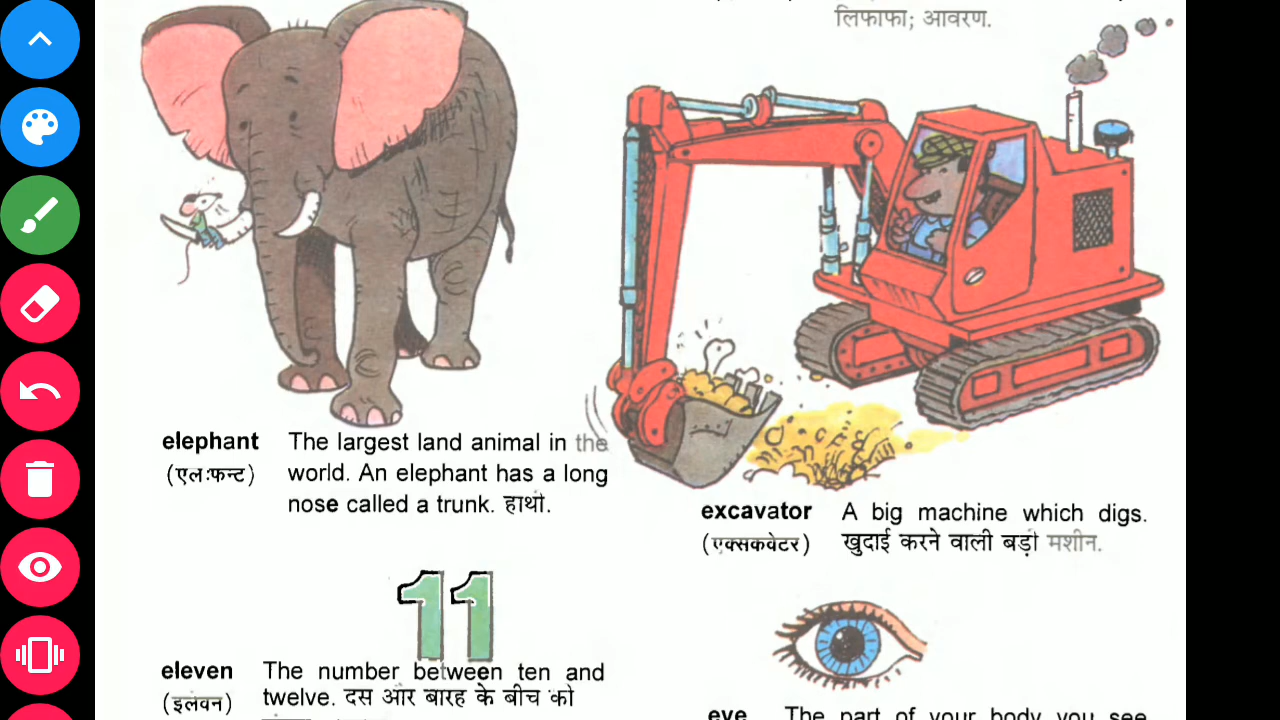 लिफाफा; आवरण.
elephant The largest land animal in the
(एलःफन्ट) world. An elephant has a long
nose called a trunk. हाथी.
excavator A big machine which digs.
(एक्सकवेटर) खुदाई करने वाली बड़ी मशीन.
11
eleven The number between ten and
(इलेवन) twelve. दस और बारह के बीच की
eye The part of your body you see